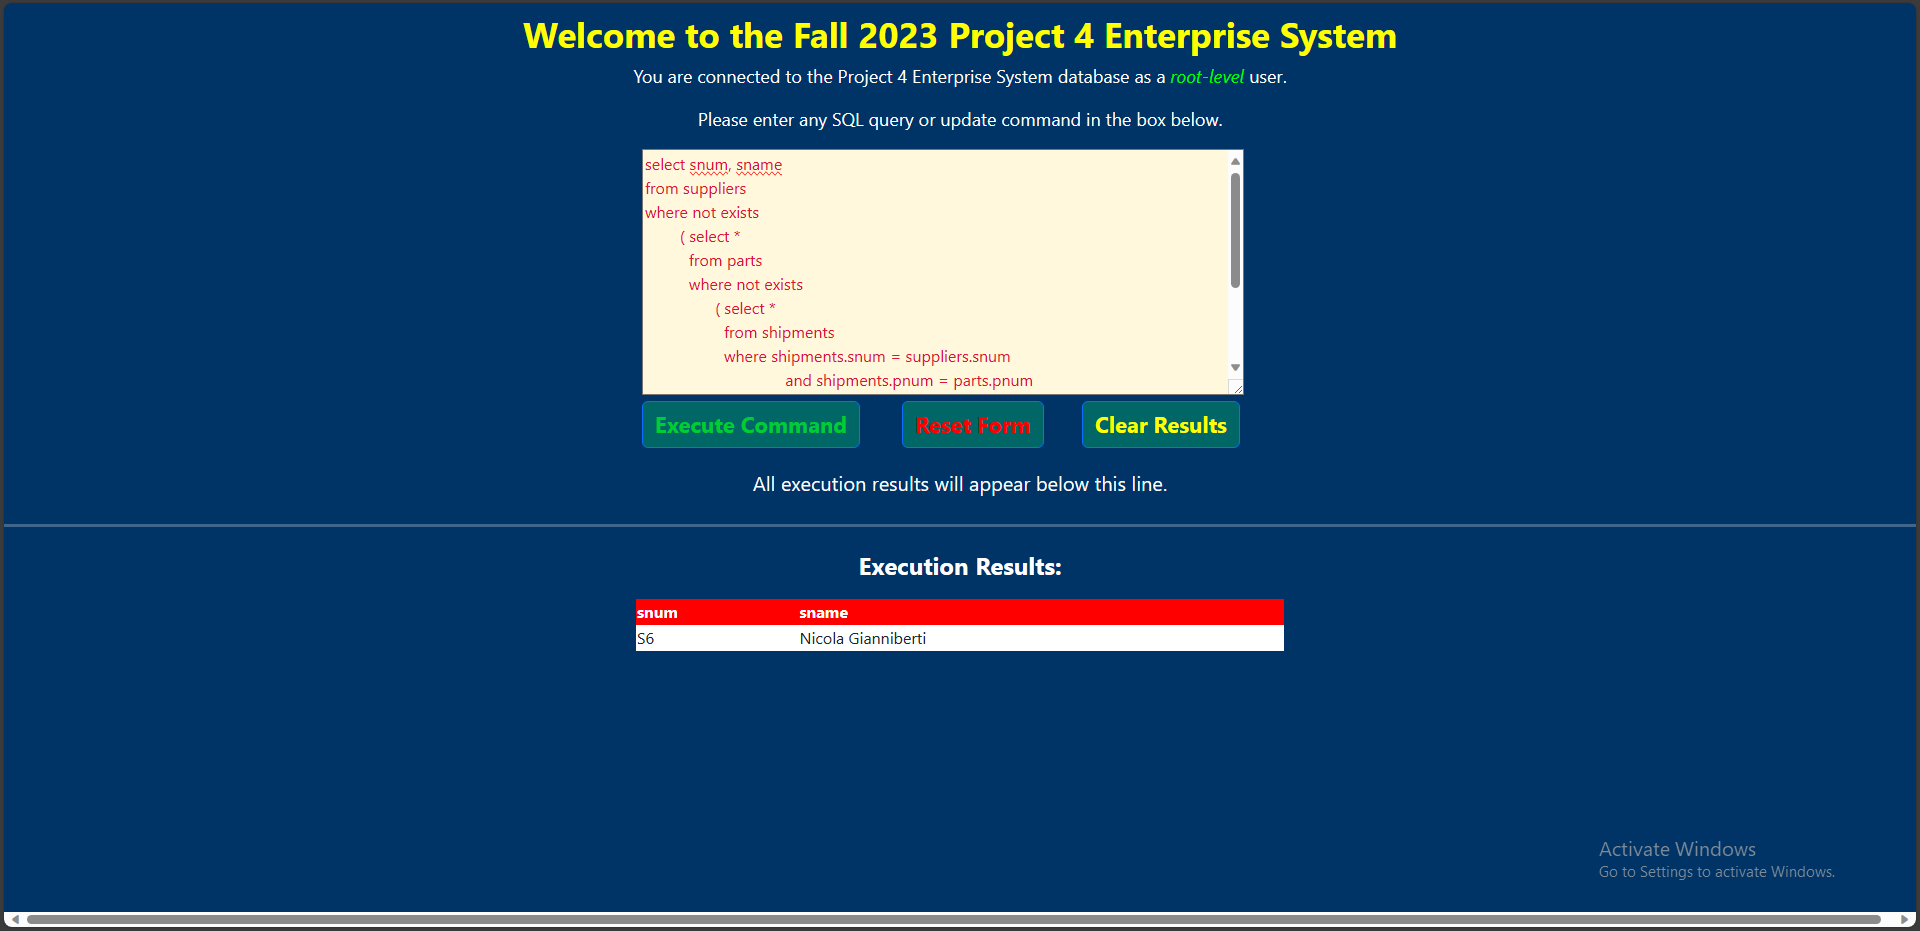 Welcome to the Fall 2023 Project 4 Enterprise System
You are connected to the Project 4 Enterprise System database as a root-level user.
Please enter any SQL query or update command in the box below.
select snum, sname
from suppliers
where not exists
( select *
from parts
where not exists
( select *
from shipments
where shipments.snum = suppliers.snum
and shipments.pnum = parts.pnum
Execute Command Reset Form Clear Results
All execution results will appear below this line.
Execution Results:
snum sname
S6 Nicola Gianniberti
Activate Windows
Go to Settings to activate Windows.